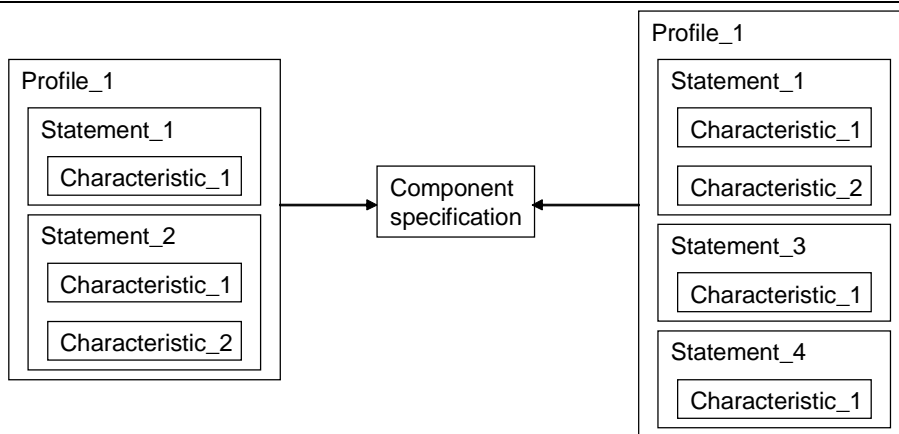 Profile_1
Statement_1
Characteristic_1
Statement_2
Characteristic_1
Characteristic_2
Component
specification
Profile_1
Statement_1
Characteristic_1
Characteristic_2
Statement_3
Characteristic_1
Statement_4
Characteristic_1